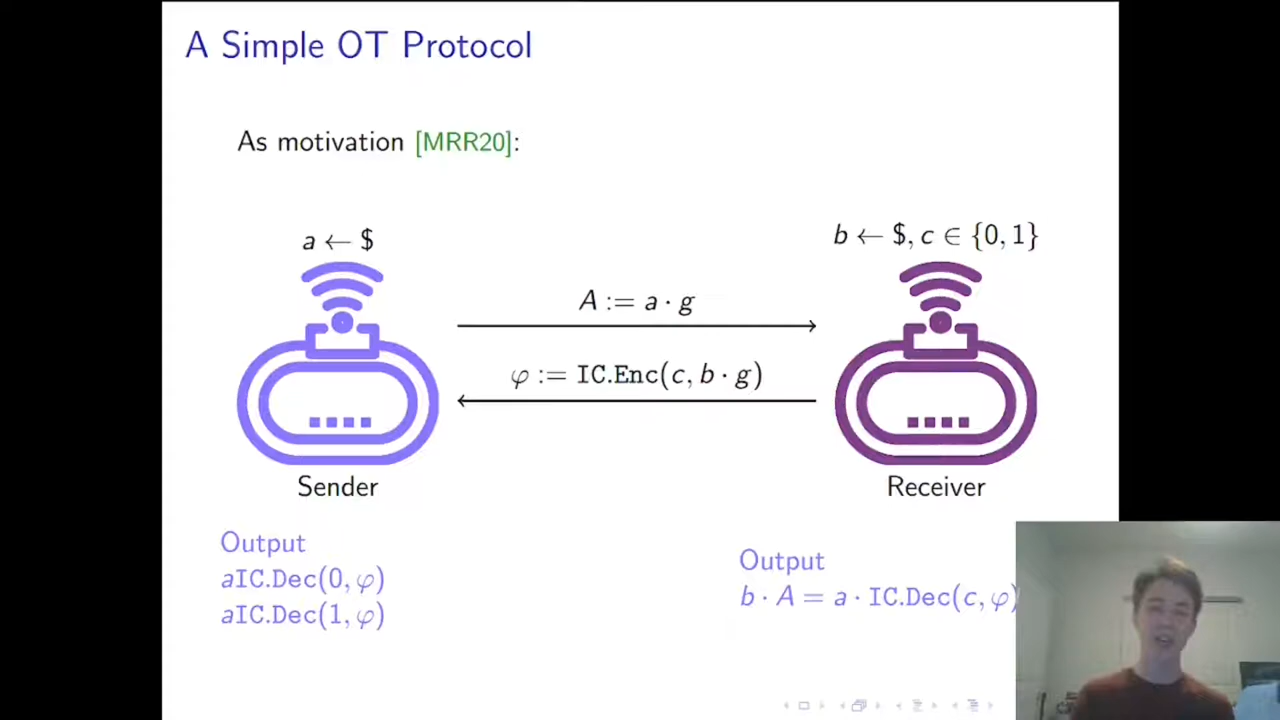 A Simple OT Protocol
As motivation [MRR20]:
a ← $
b ← $, c ∈ {0, 1}
A := a · g
φ := IC.Enc(c, b · g)
Sender
Receiver
Output
aIC.Dec(0, φ)
aIC.Dec(1, φ)
Output
b · A = a · IC.Dec(c, φ)